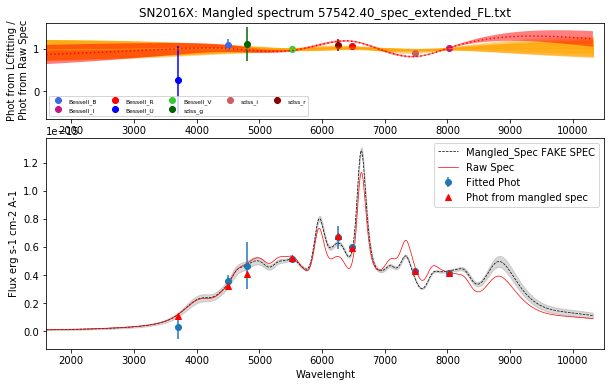 SN2016X: Mangled spectrum 57542.40_spec_extended_FL.txt
Phot from LCfitting /
Phot from Raw Spec
1
0
Bessell_B
Bessell_I
Bessell_R
Bessell_U
Bessell_V
sdss_g
sdss_i
sdss_r
2000 3000 4000 5000 6000 7000 8000 9000 10000
1e−15
Flux erg s-1 cm-2 A-1
1.2
1.0
0.8
0.6
0.4
0.2
0.0
Mangled_Spec FAKE SPEC
Raw Spec
Fitted Phot
Phot from mangled spec
2000 3000 4000 5000 6000 7000 8000 9000 10000
Wavelenght